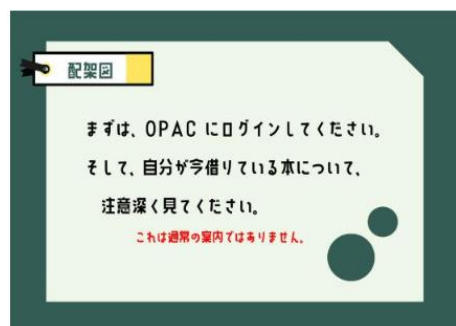 配架図
まずは、OPAC にログインしてください。
そして、自分が今借りている本について、
注意深く見てください。
これは通常の案内ではありません。